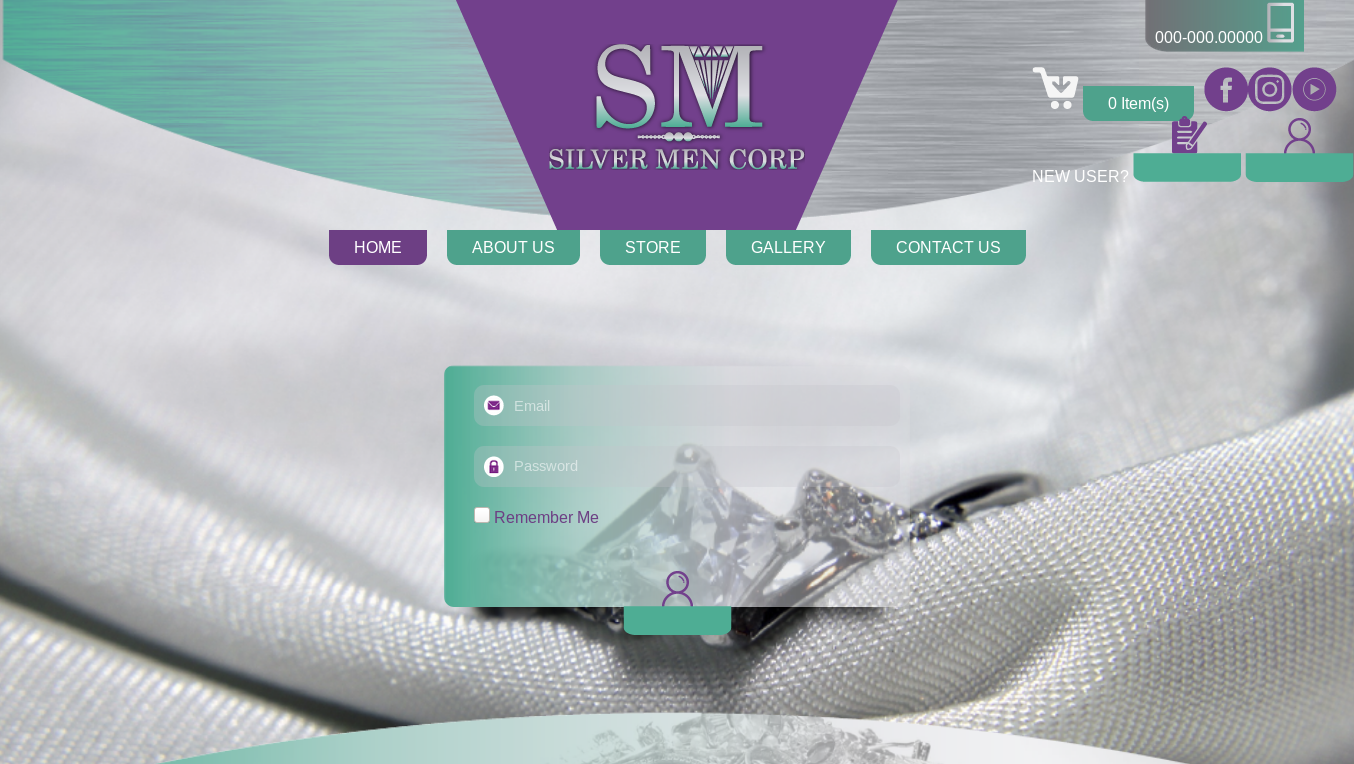 000-000.00000
SM
SILVER MEN CORP
0 Item(s)
NEW USER?
HOME ABOUT US STORE GALLERY CONTACT US
Email
Password
Remember Me